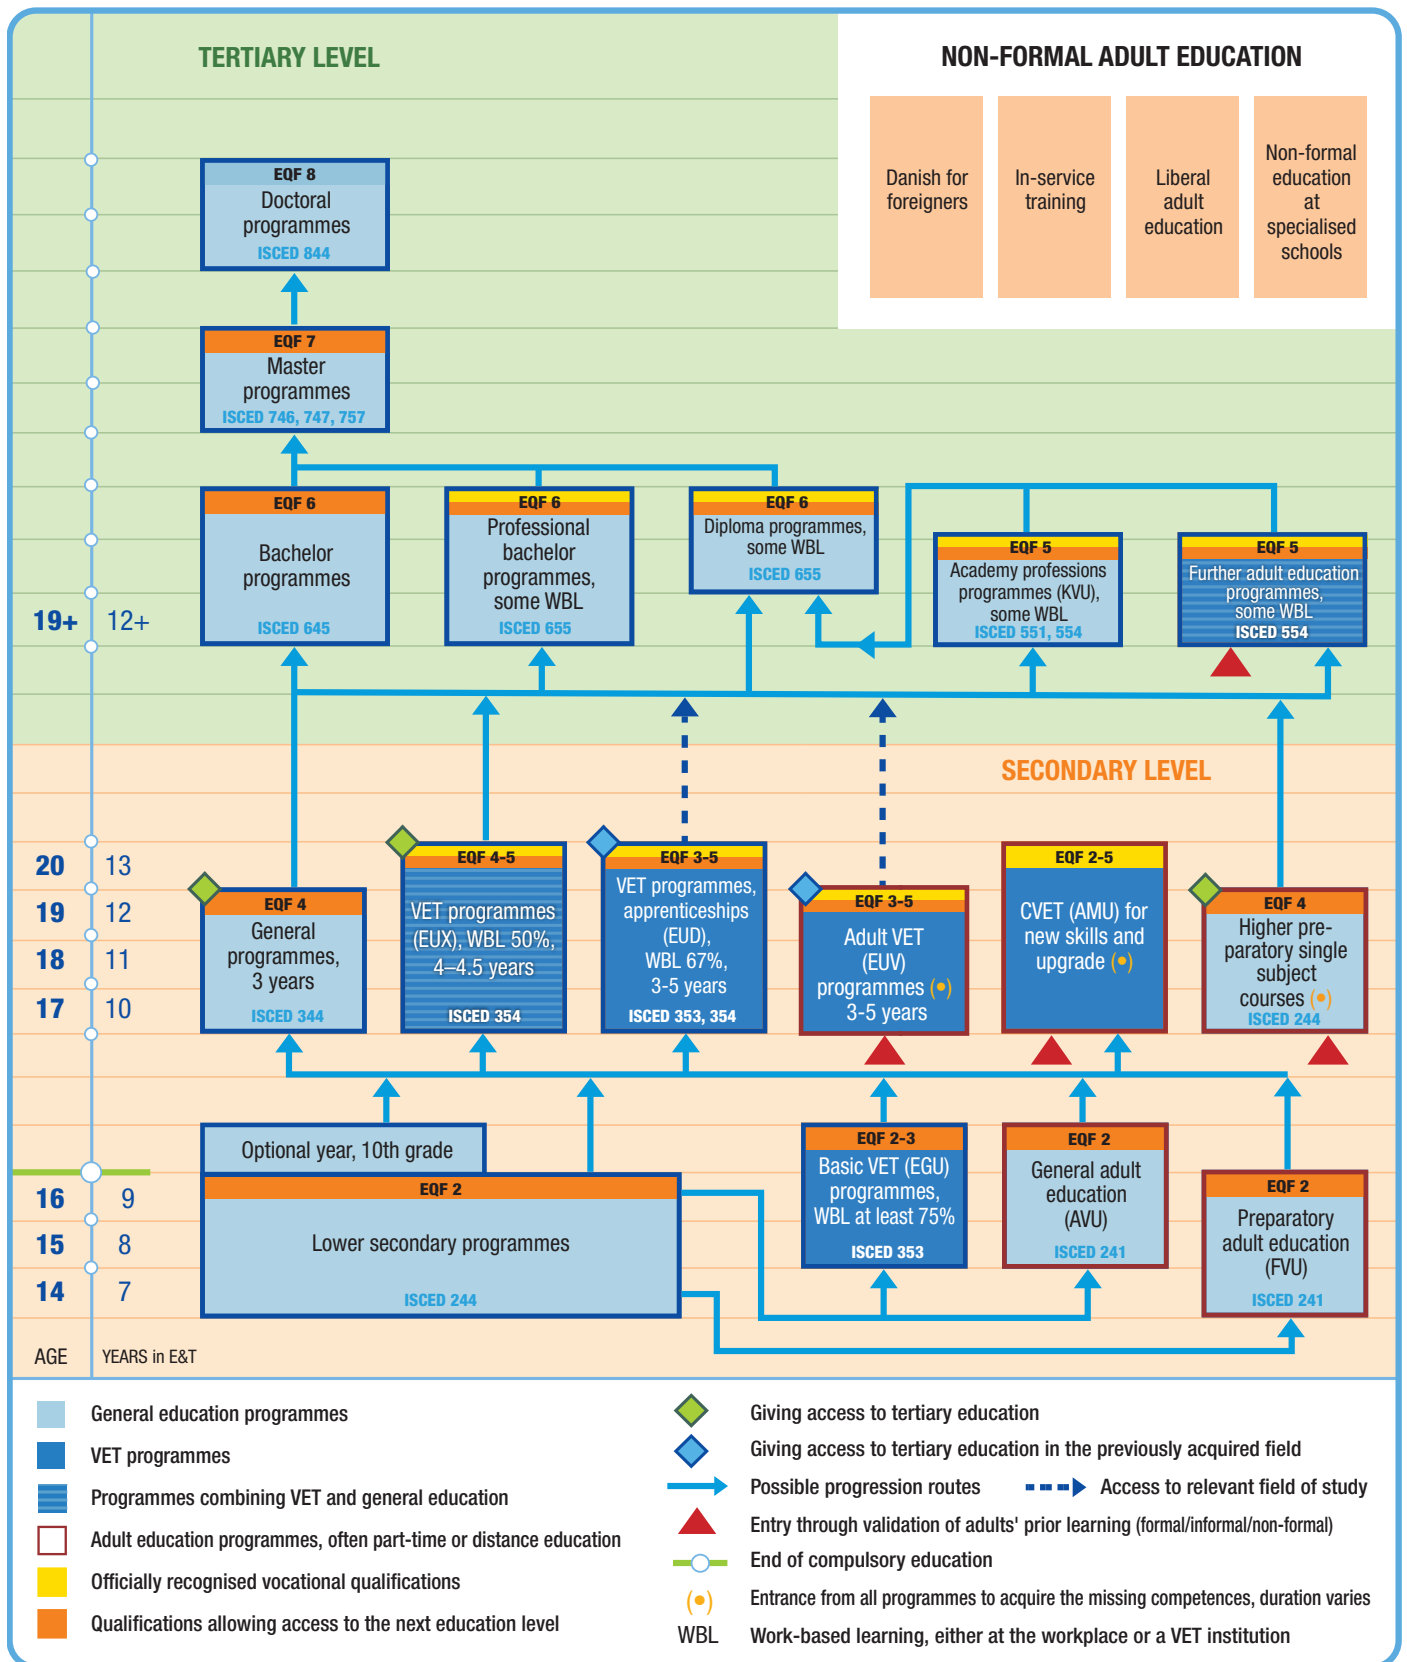 TERTIARY LEVEL
NON-FORMAL ADULT EDUCATION
Danish for
foreigners
In-service
training
Liberal
adult
education
Non-formal
education
at
specialised
schools
EQF 8
Doctoral
programmes
ISCED 844
EQF 7
Master
programmes
ISCED 746, 747, 757
EQF 6
Bachelor
programmes
ISCED 645
EQF 6
Professional
bachelor
programmes,
some WBL
ISCED 655
EQF 6
Diploma programmes,
some WBL
ISCED 655
EQF 5
Academy professions
programmes (KVU),
some WBL
ISCED 551, 554
EQF 5
Further adult education
programmes,
some WBL
ISCED 554
19+ 12+
SECONDARY LEVEL
20 13
19 12
18 11
17 10
EQF 4
General
programmes,
3 years
ISCED 344
EQF 4-5
VET programmes
(EUX), WBL 50%,
4–4.5 years
ISCED 354
EQF 3-5
VET programmes,
apprenticeships
(EUD),
WBL 67%,
3-5 years
ISCED 353, 354
EQF 3-5
Adult VET
(EUV)
programmes (•)
3-5 years
EQF 2-5
CVET (AMU) for
new skills and
upgrade (•)
EQF 4
Higher pre-
paratory single
subject
courses (•)
ISCED 244
Optional year, 10th grade
EQF 2
Lower secondary programmes
ISCED 244
EQF 2-3
Basic VET (EGU)
programmes,
WBL at least 75%
ISCED 353
EQF 2
General adult
education
(AVU)
ISCED 241
EQF 2
Preparatory
adult education
(FVU)
ISCED 241
16 9
15 8
14 7
AGE YEARS in E&T
General education programmes
VET programmes
Programmes combining VET and general education
Adult education programmes, often part-time or distance education
Officially recognised vocational qualifications
Qualifications allowing access to the next education level
Giving access to tertiary education
Giving access to tertiary education in the previously acquired field
Possible progression routes
Access to relevant field of study
Entry through validation of adults' prior learning (formal/informal/non-formal)
End of compulsory education
(•) Entrance from all programmes to acquire the missing competences, duration varies
WBL Work-based learning, either at the workplace or a VET institution